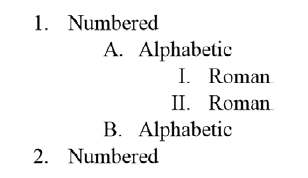 1. Numbered
A. Alphabetic
I. Roman
II. Roman
B. Alphabetic
2. Numbered